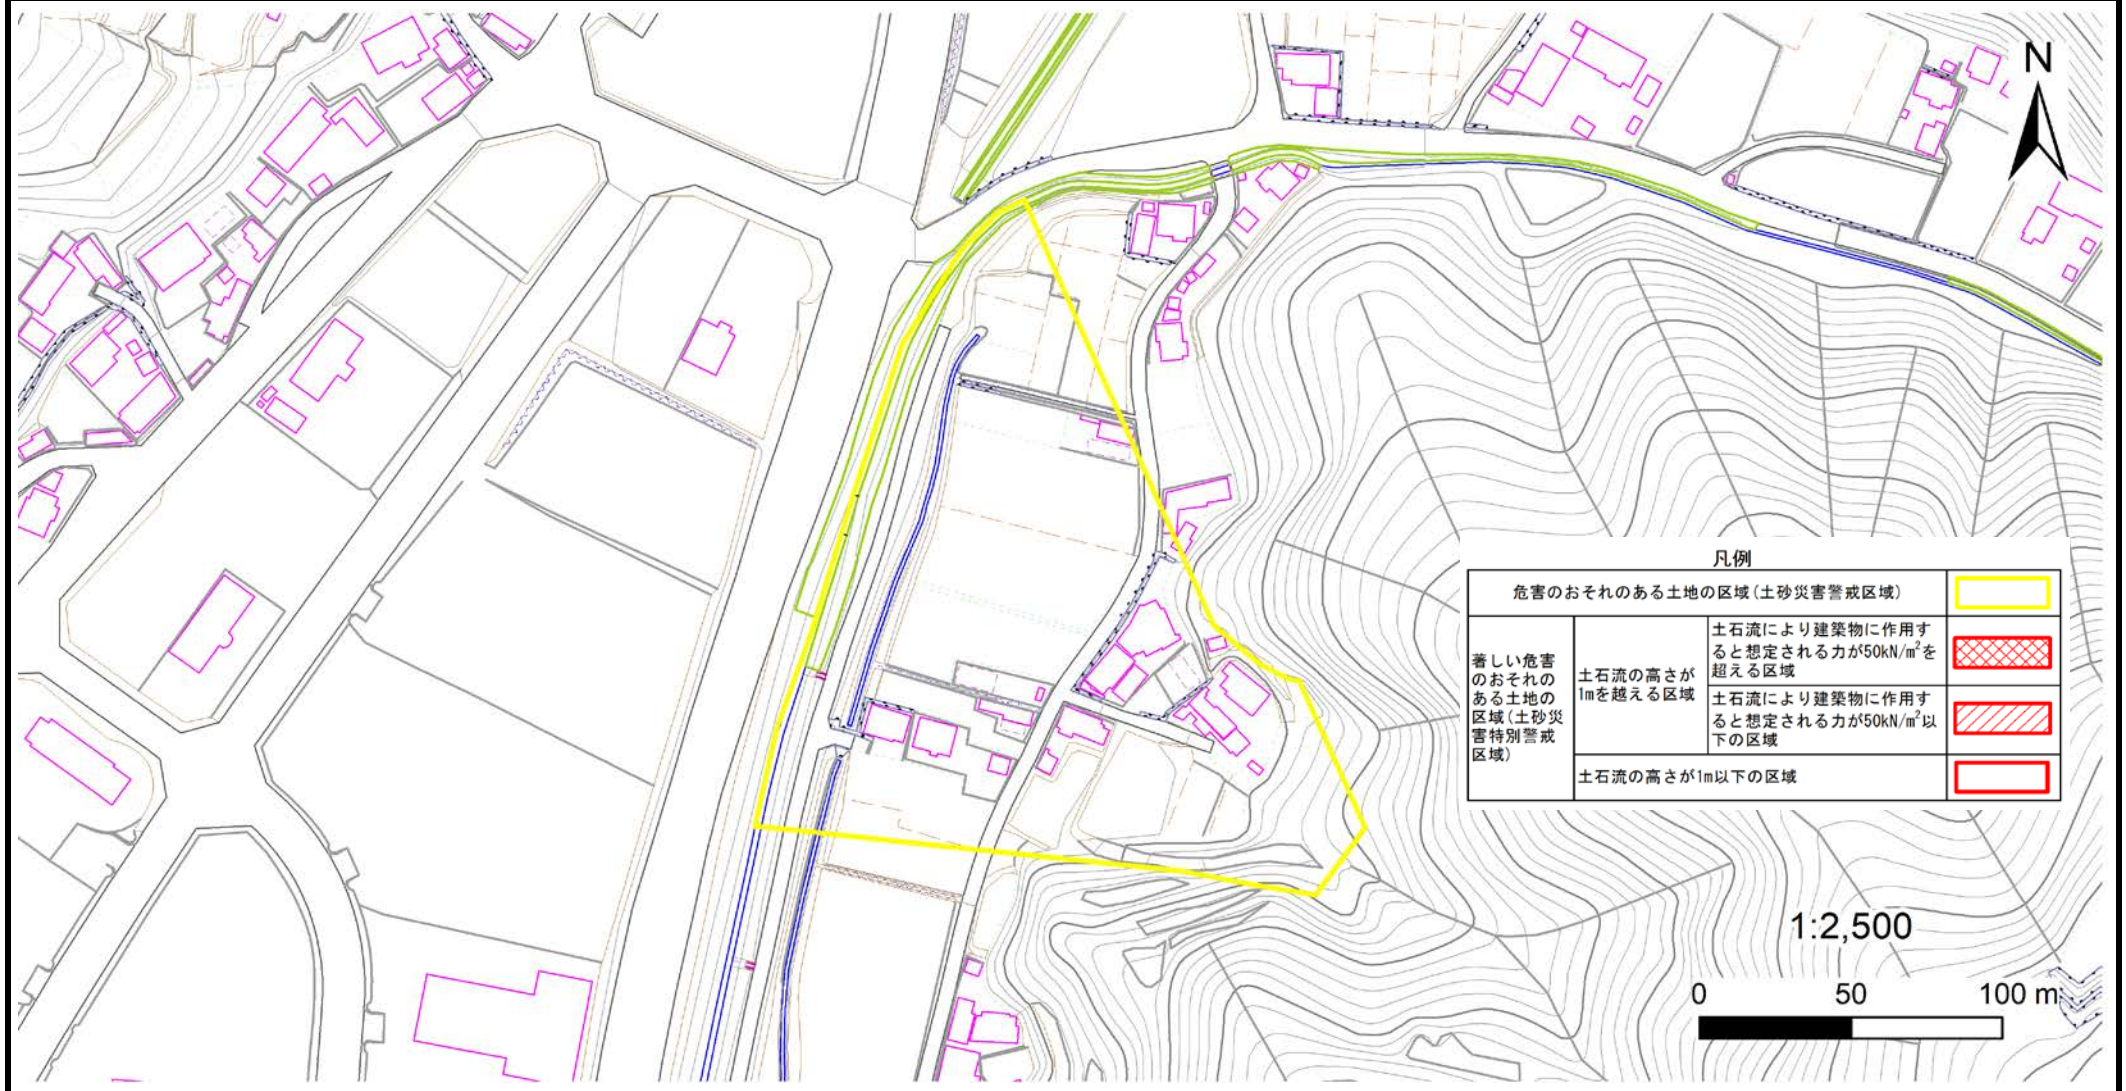 N
凡例
危害のおそれのある土地の区域(土砂災害警戒区域)
著しい危害
のおそれの
ある土地の
区域(土砂災
害特別警戒
区域)
土石流の高さが
1mを越える区域
土石流により建築物に作用す
ると想定される力が50kN/m²を
超える区域
土石流により建築物に作用す
ると想定される力が50kN/m²以
下の区域
土石流の高さが1m以下の区域
1:2,500
0 50 100 m